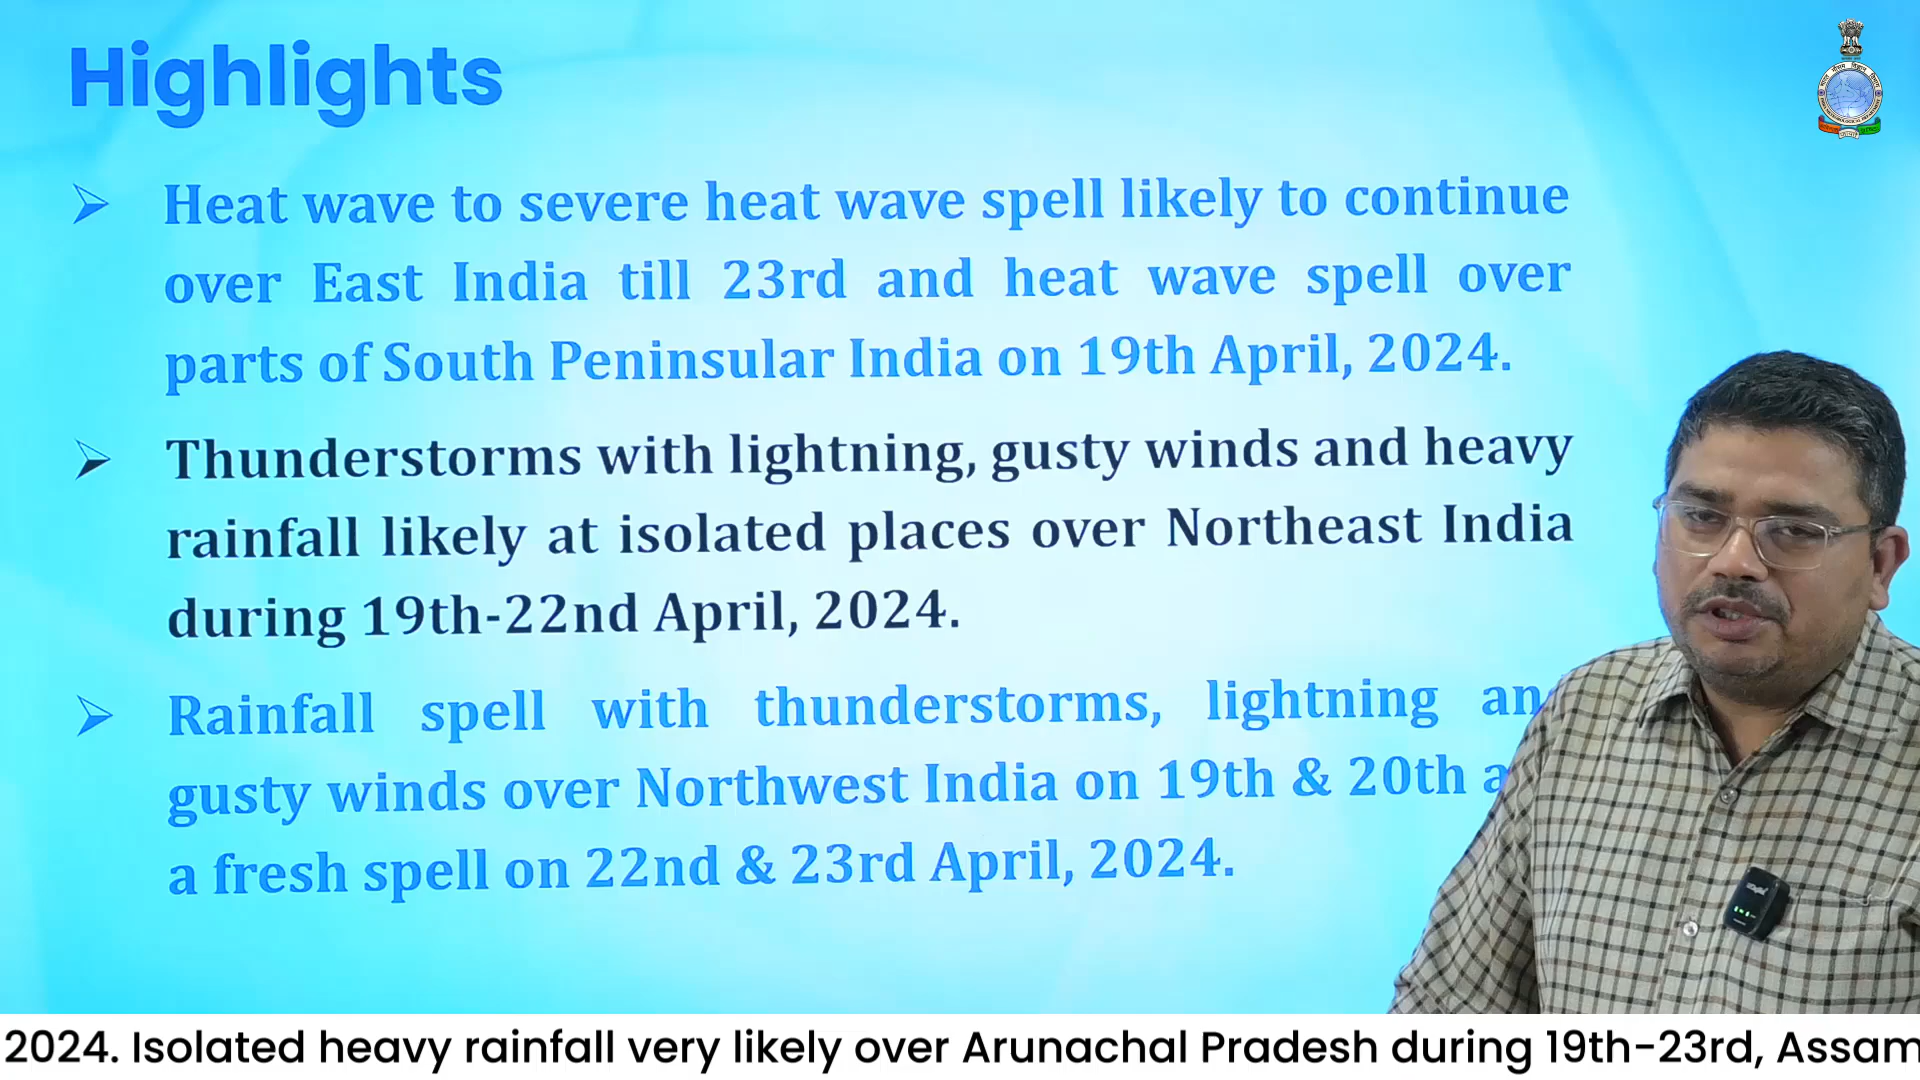 Highlights
Heat wave to severe heat wave spell likely to continue
over East India till 23rd and heat wave spell over
parts of South Peninsular India on 19th April, 2024.
Thunderstorms with lightning, gusty winds and heavy
rainfall likely at isolated places over Northeast India
during 19th-22nd April, 2024.
Rainfall spell with thunderstorms, lightning an
gusty winds over Northwest India on 19th & 20th a
a fresh spell on 22nd & 23rd April, 2024.
2024. Isolated heavy rainfall very likely over Arunachal Pradesh during 19th-23rd, Assam